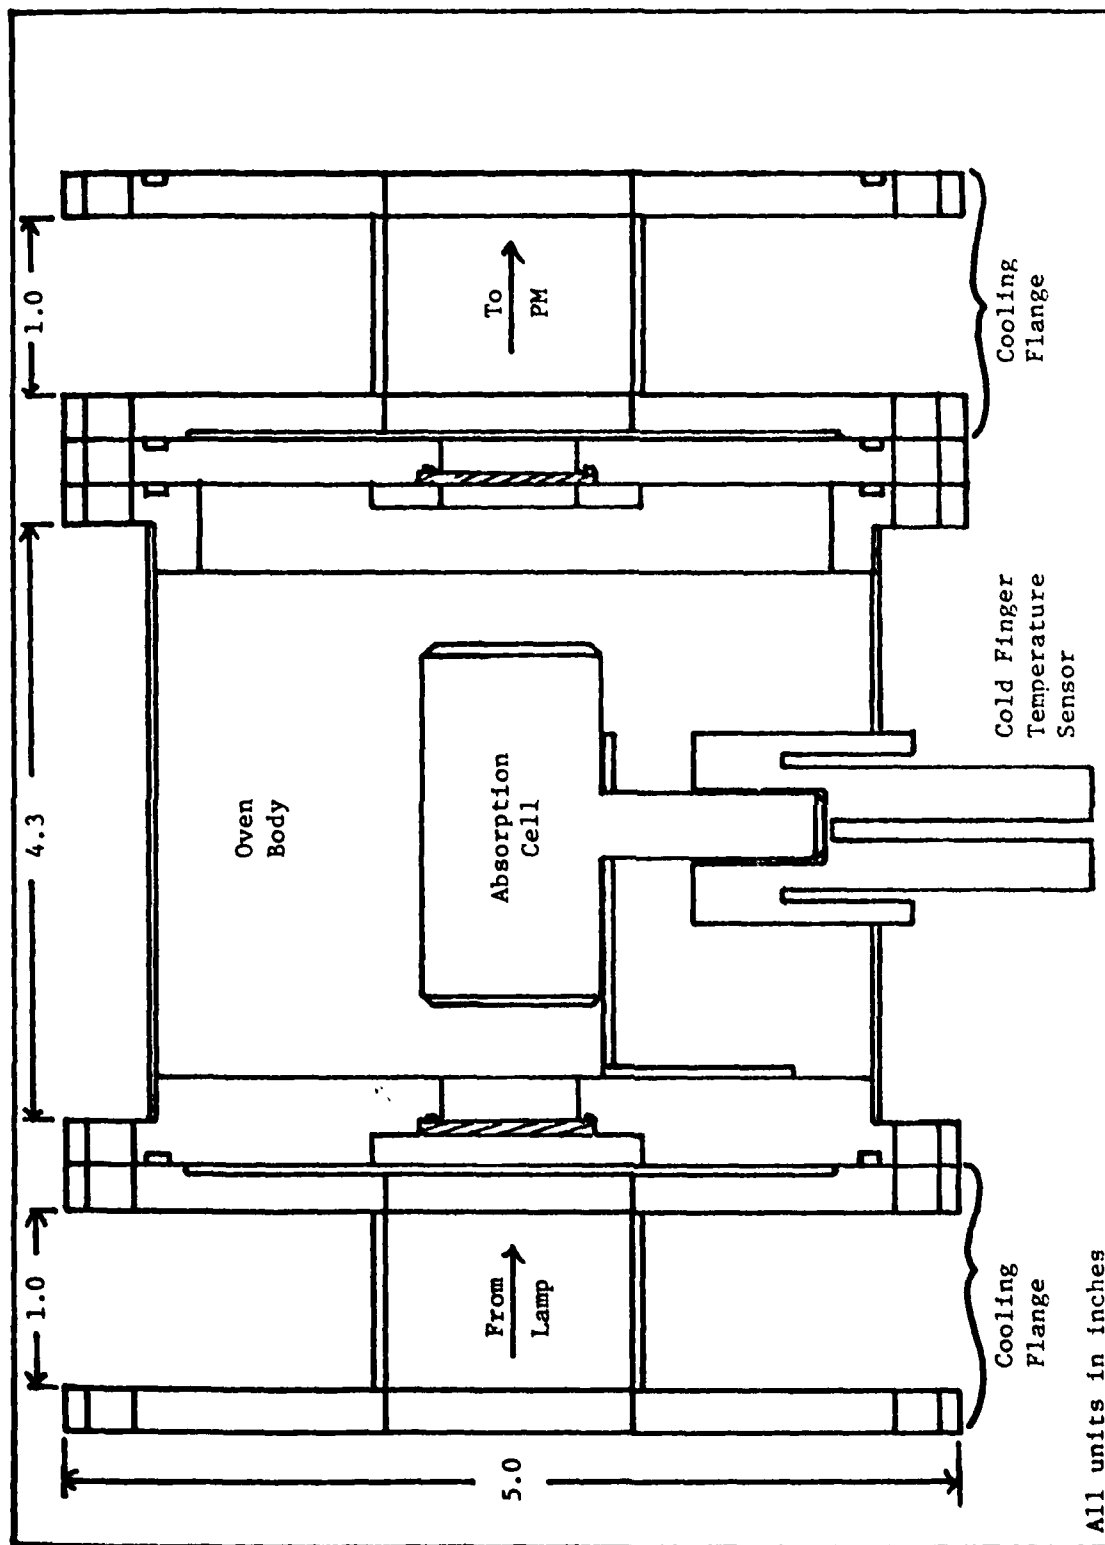 1.0
4.3
1.0
5.0
From
Lamp
Oven
Body
Absorption
Cell
To
PM
Cooling
Flange
Cold Finger
Temperature
Sensor
Cooling
Flange
All units in inches